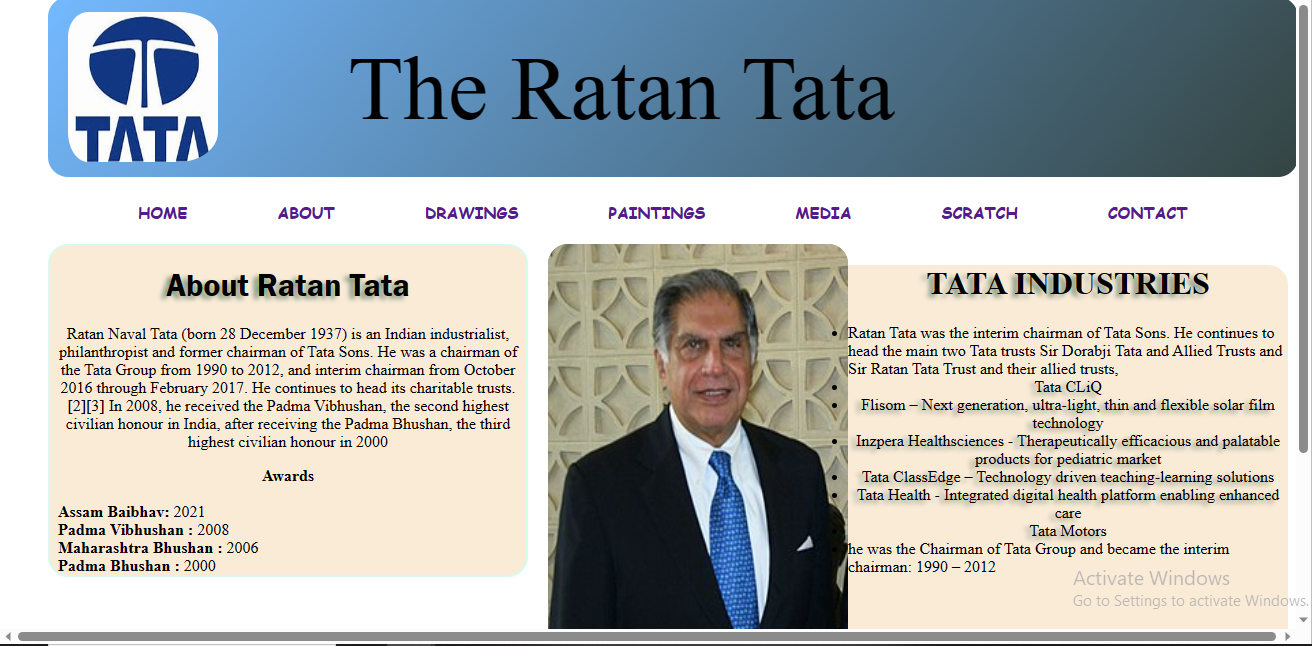 TATA
The Ratan Tata
HOME ABOUT DRAWINGS PAINTINGS MEDIA SCRATCH CONTACT
About Ratan Tata
Ratan Naval Tata (born 28 December 1937) is an Indian industrialist,
philanthropist and former chairman of Tata Sons. He was a chairman of
the Tata Group from 1990 to 2012, and interim chairman from October
2016 through February 2017. He continues to head its charitable trusts.
[2][3] In 2008, he received the Padma Vibhushan, the second highest
civilian honour in India, after receiving the Padma Bhushan, the third
highest civilian honour in 2000
Awards
Assam Baibhav: 2021
Padma Vibhushan : 2008
Maharashtra Bhushan : 2006
Padma Bhushan : 2000
TATA INDUSTRIES
Ratan Tata was the interim chairman of Tata Sons. He continues to
head the main two Tata trusts Sir Dorabji Tata and Allied Trusts and
Sir Ratan Tata Trust and their allied trusts,
Tata CLiQ
Flisom – Next generation, ultra-light, thin and flexible solar film
technology
Inzpera Healthsciences - Therapeutically efficacious and palatable
products for pediatric market
Tata ClassEdge – Technology driven teaching-learning solutions
Tata Health - Integrated digital health platform enabling enhanced
care
Tata Motors
he was the Chairman of Tata Group and became the interim
chairman: 1990 – 2012
Activate Windows
Go to Settings to activate Windows.